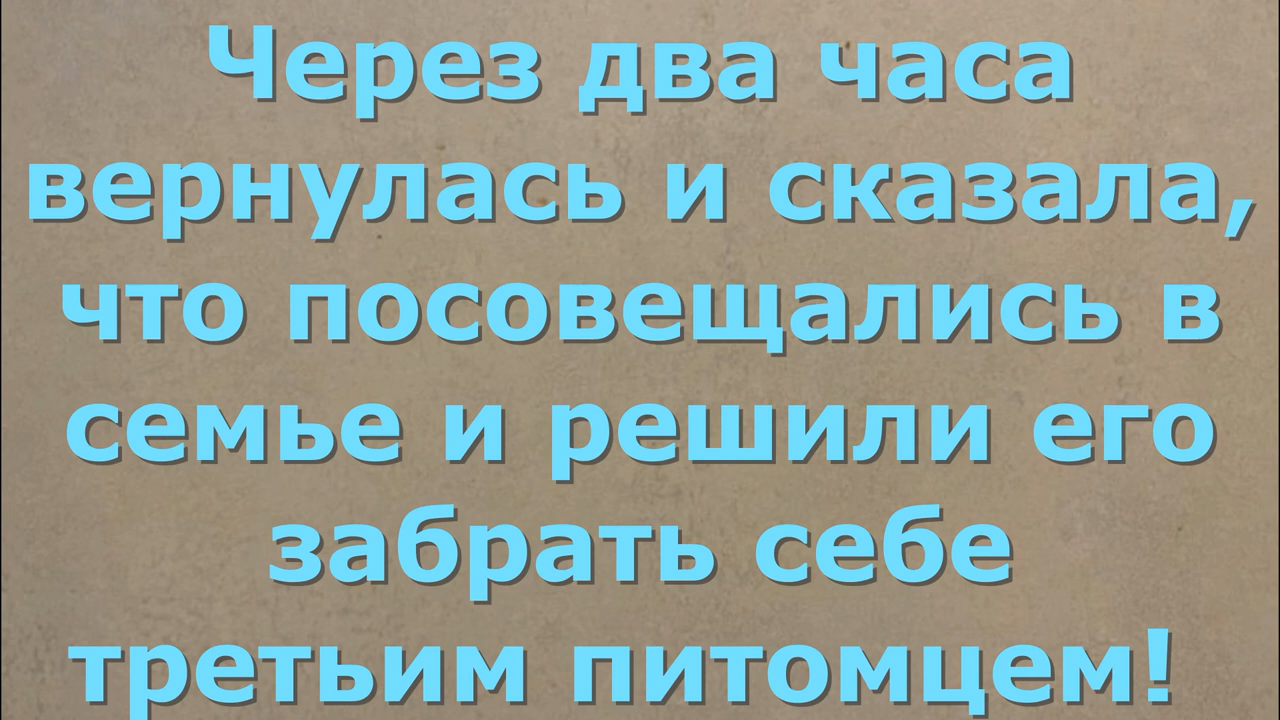 Через два часа
вернулась и сказала,
что посовещались в
семье и решили его
забрать себе
третьим питомцем!